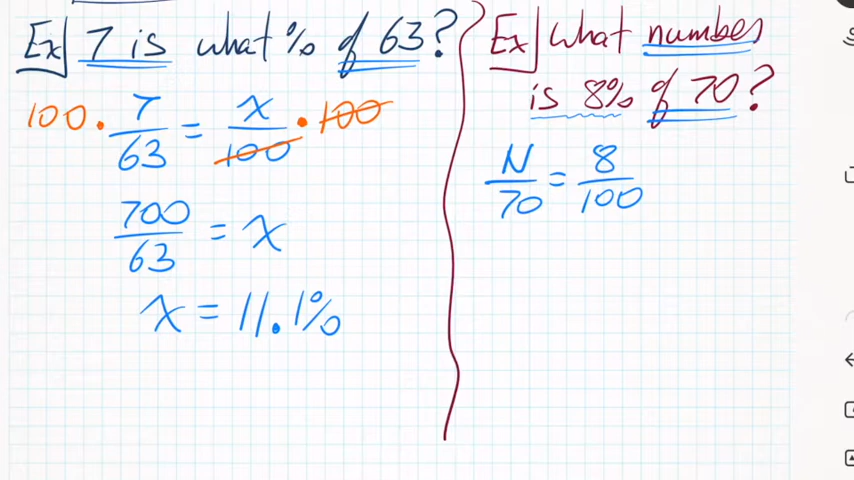 Ex| 7 is what % of 63?
100 · 7/63 = x/100 · 100
700/63 = x
x = 11.1%
Ex| What number
is 8% of 70?
N/70 = 8/100